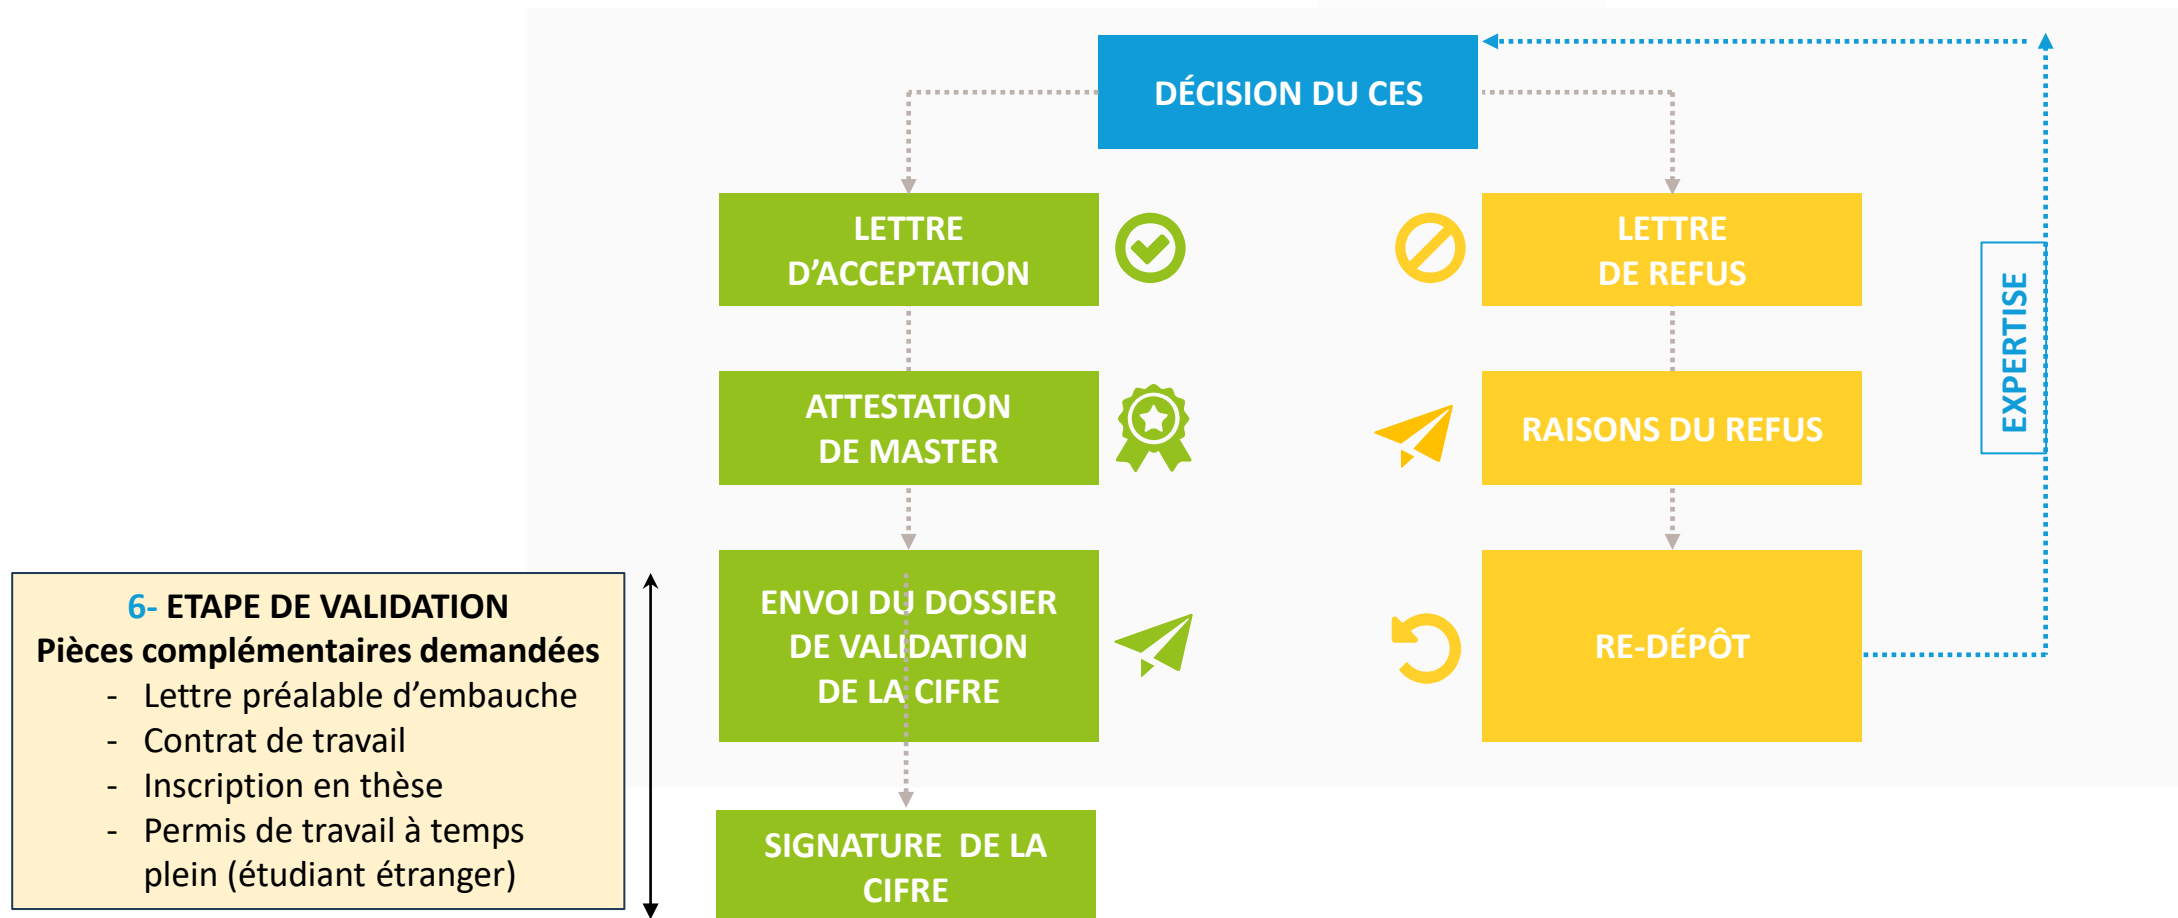 DÉCISION DU CES
LETTRE
D’ACCEPTATION
LETTRE
DE REFUS
EXPERTISE
ATTESTATION
DE MASTER
RAISONS DU REFUS
ENVOI DU DOSSIER
DE VALIDATION
DE LA CIFRE
RE-DÉPÔT
6- ETAPE DE VALIDATION
Pièces complémentaires demandées
- Lettre préalable d’embauche
- Contrat de travail
- Inscription en thèse
- Permis de travail à temps
plein (étudiant étranger)
SIGNATURE DE LA
CIFRE